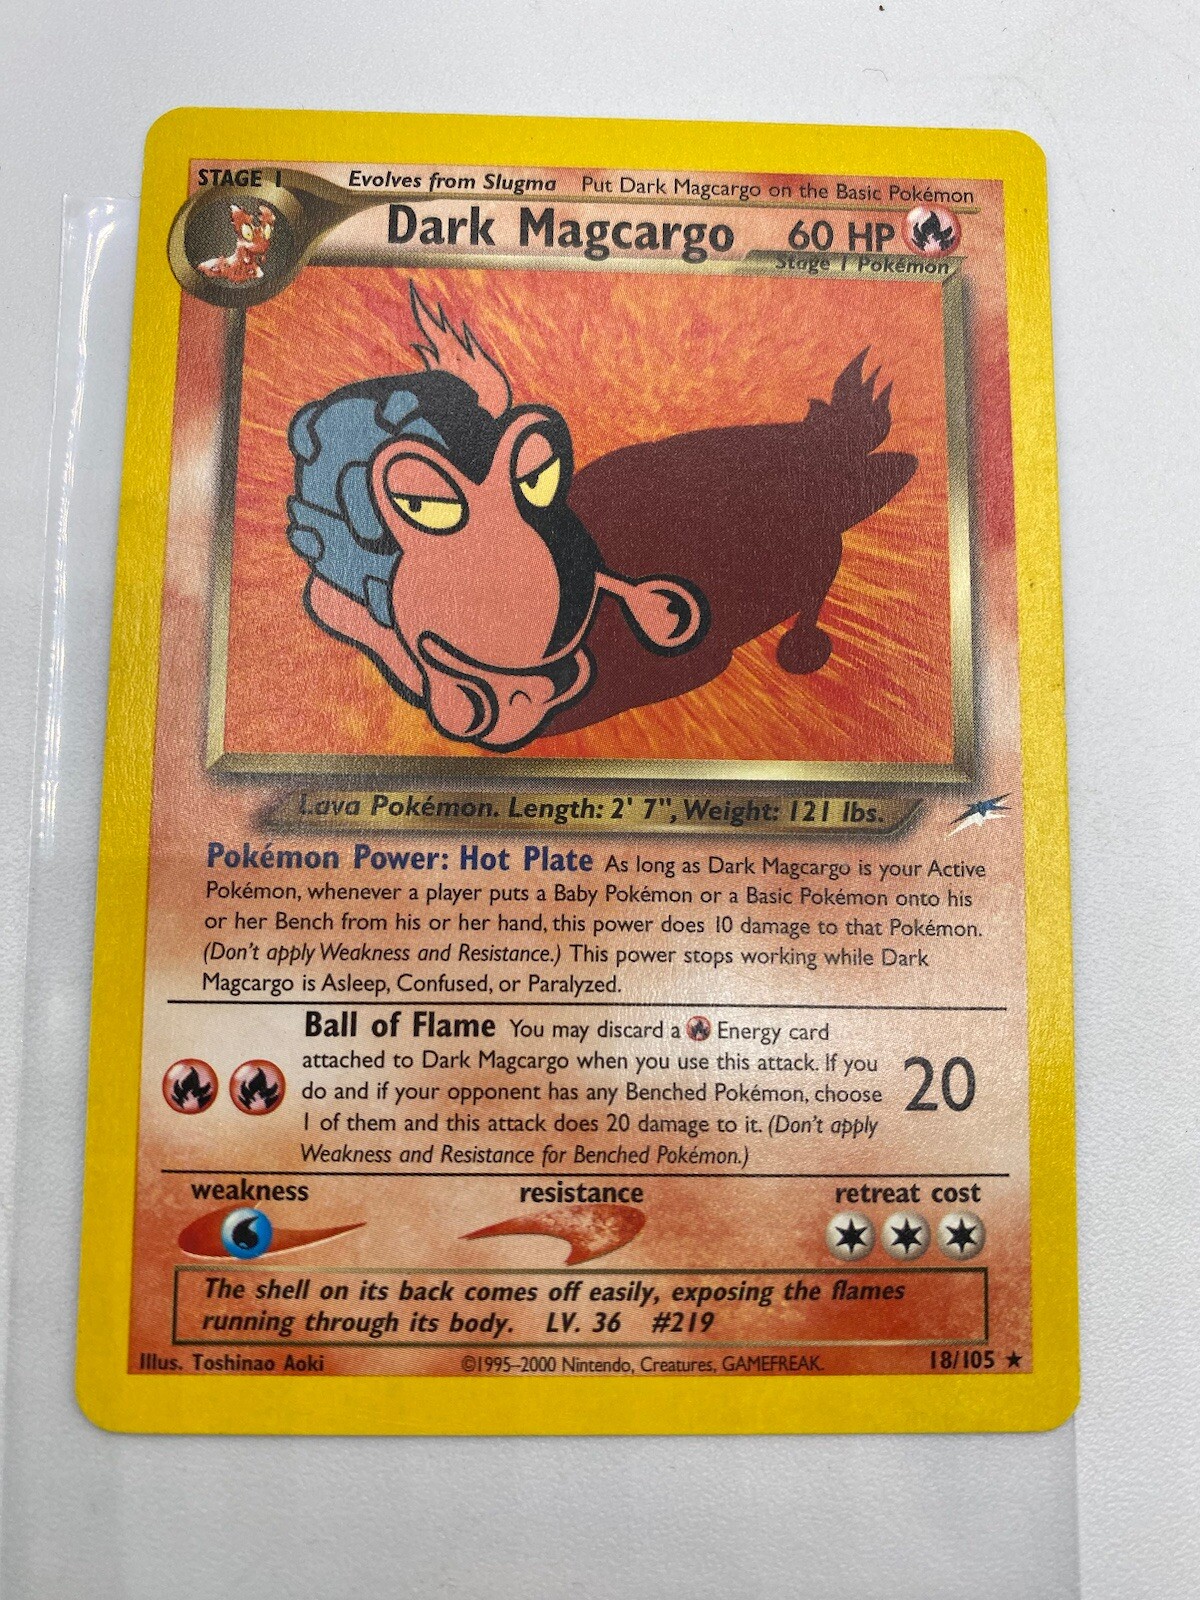 STAGE 1
Evolves from Slugma Put Dark Magcargo on the Basic Pokémon
Dark Magcargo 60 HP
Stage 1 Pokémon
Lava Pokémon. Length: 2' 7", Weight: 121 lbs.
Pokémon Power: Hot Plate As long as Dark Magcargo is your Active
Pokémon, whenever a player puts a Baby Pokémon or a Basic Pokémon onto his
or her Bench from his or her hand, this power does 10 damage to that Pokémon.
(Don't apply Weakness and Resistance.) This power stops working while Dark
Magcargo is Asleep, Confused, or Paralyzed.
Ball of Flame You may discard a Energy card
attached to Dark Magcargo when you use this attack. If you
do and if your opponent has any Benched Pokémon, choose
1 of them and this attack does 20 damage to it. (Don't apply
Weakness and Resistance for Benched Pokémon.)
20
weakness resistance retreat cost
The shell on its back comes off easily, exposing the flames
running through its body. LV. 36 #219
Illus. Toshinao Aoki ©1995–2000 Nintendo, Creatures, GAMEFREAK. 18/105 ★